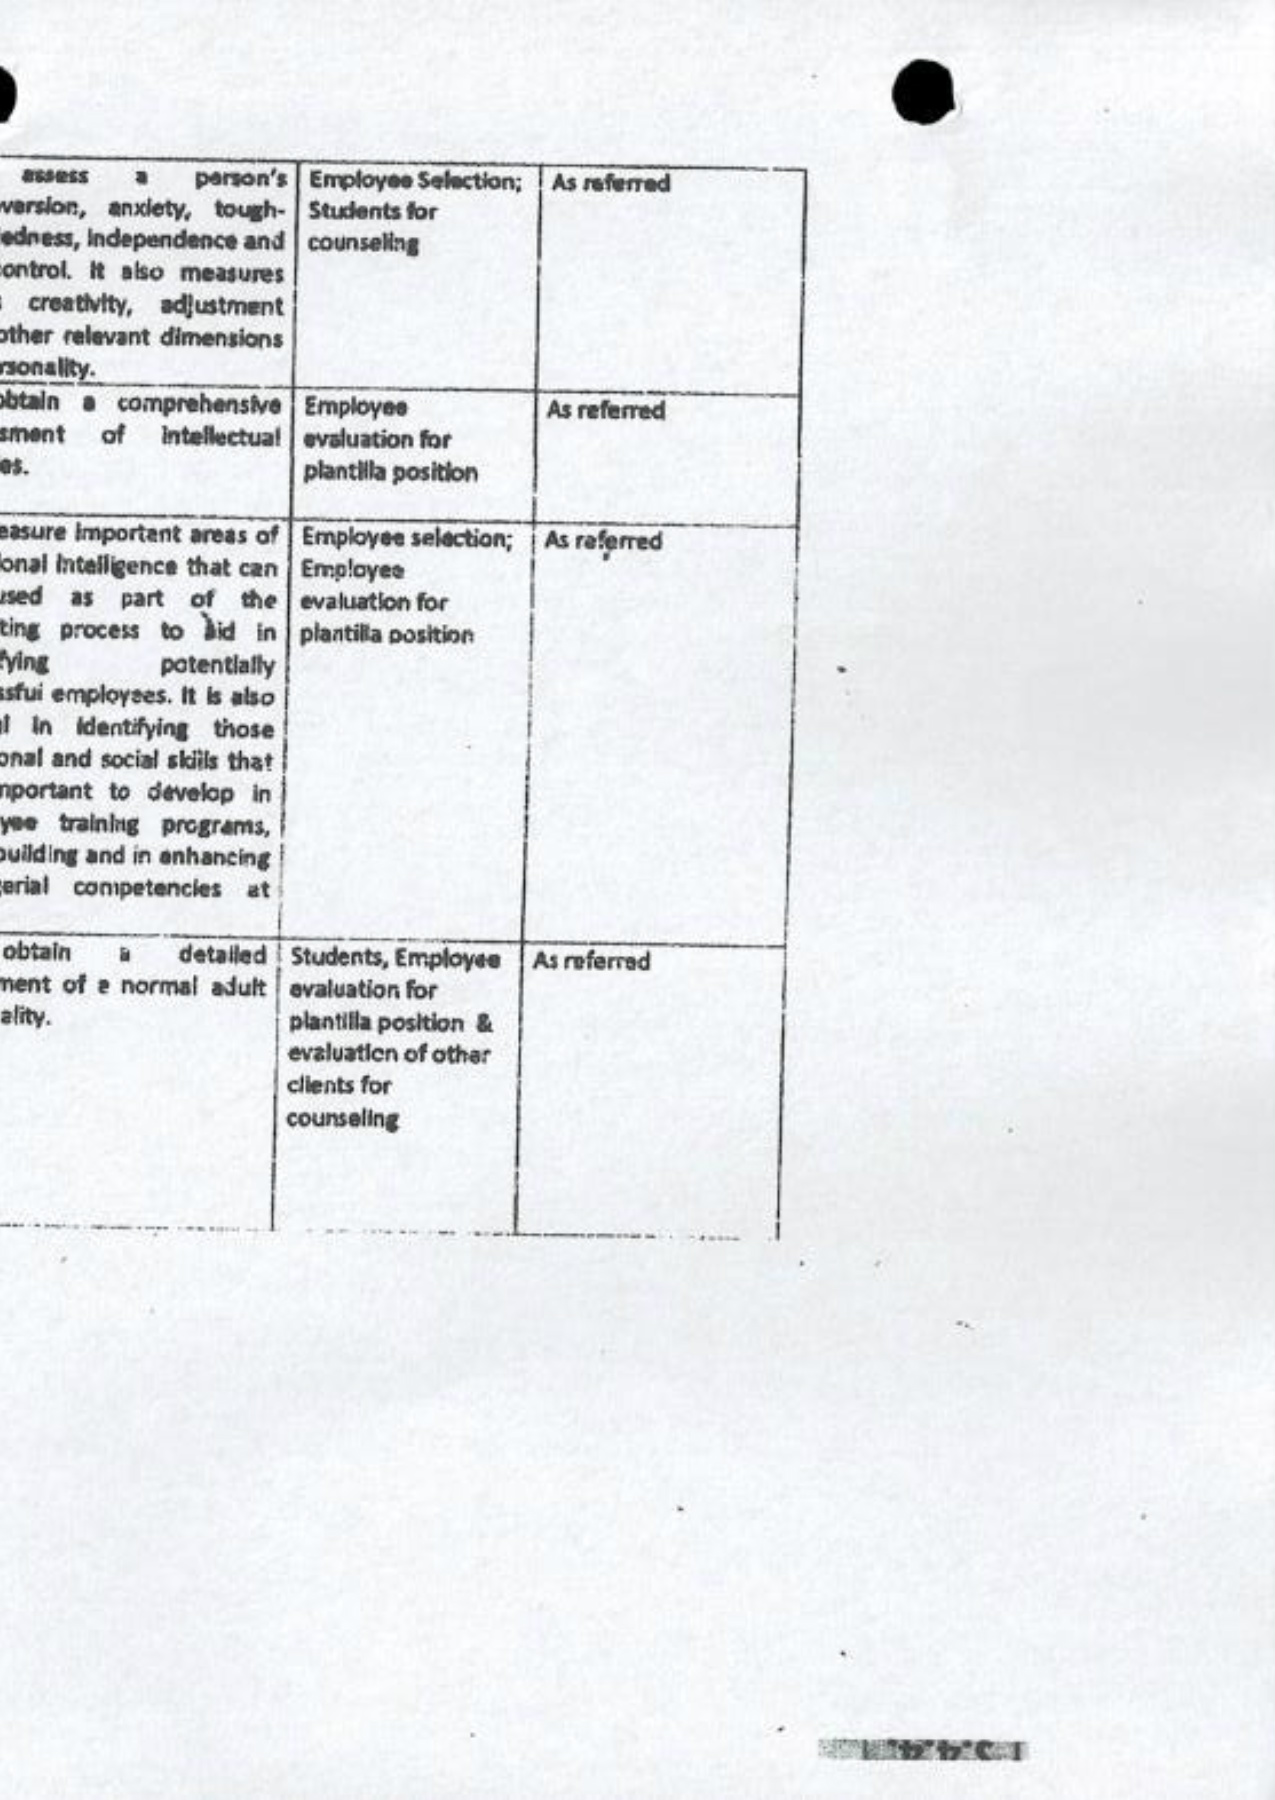 assess a person's
version, anxiety, tough-
edness, independence and
control. It also measures
creativity, adjustment
other relevant dimensions
rsonality.
Employee Selection;
Students for
counseling
As referred
obtain a comprehensive
sment of intellectual
es.
Employee
evaluation for
plantilla position
As referred
easure important areas of
ional intelligence that can
used as part of the
ting process to aid in
fying potentially
ssful employees. It is also
l in identifying those
onal and social skills that
mportant to develop in
yee training programs,
building and in enhancing
erial competencies at
Employee selection;
Employee
evaluation for
plantilla position
As referred
obtain a detailed
ment of a normal adult
ality.
Students, Employee
evaluation for
plantilla position &
evaluation of other
clients for
counseling
As referred